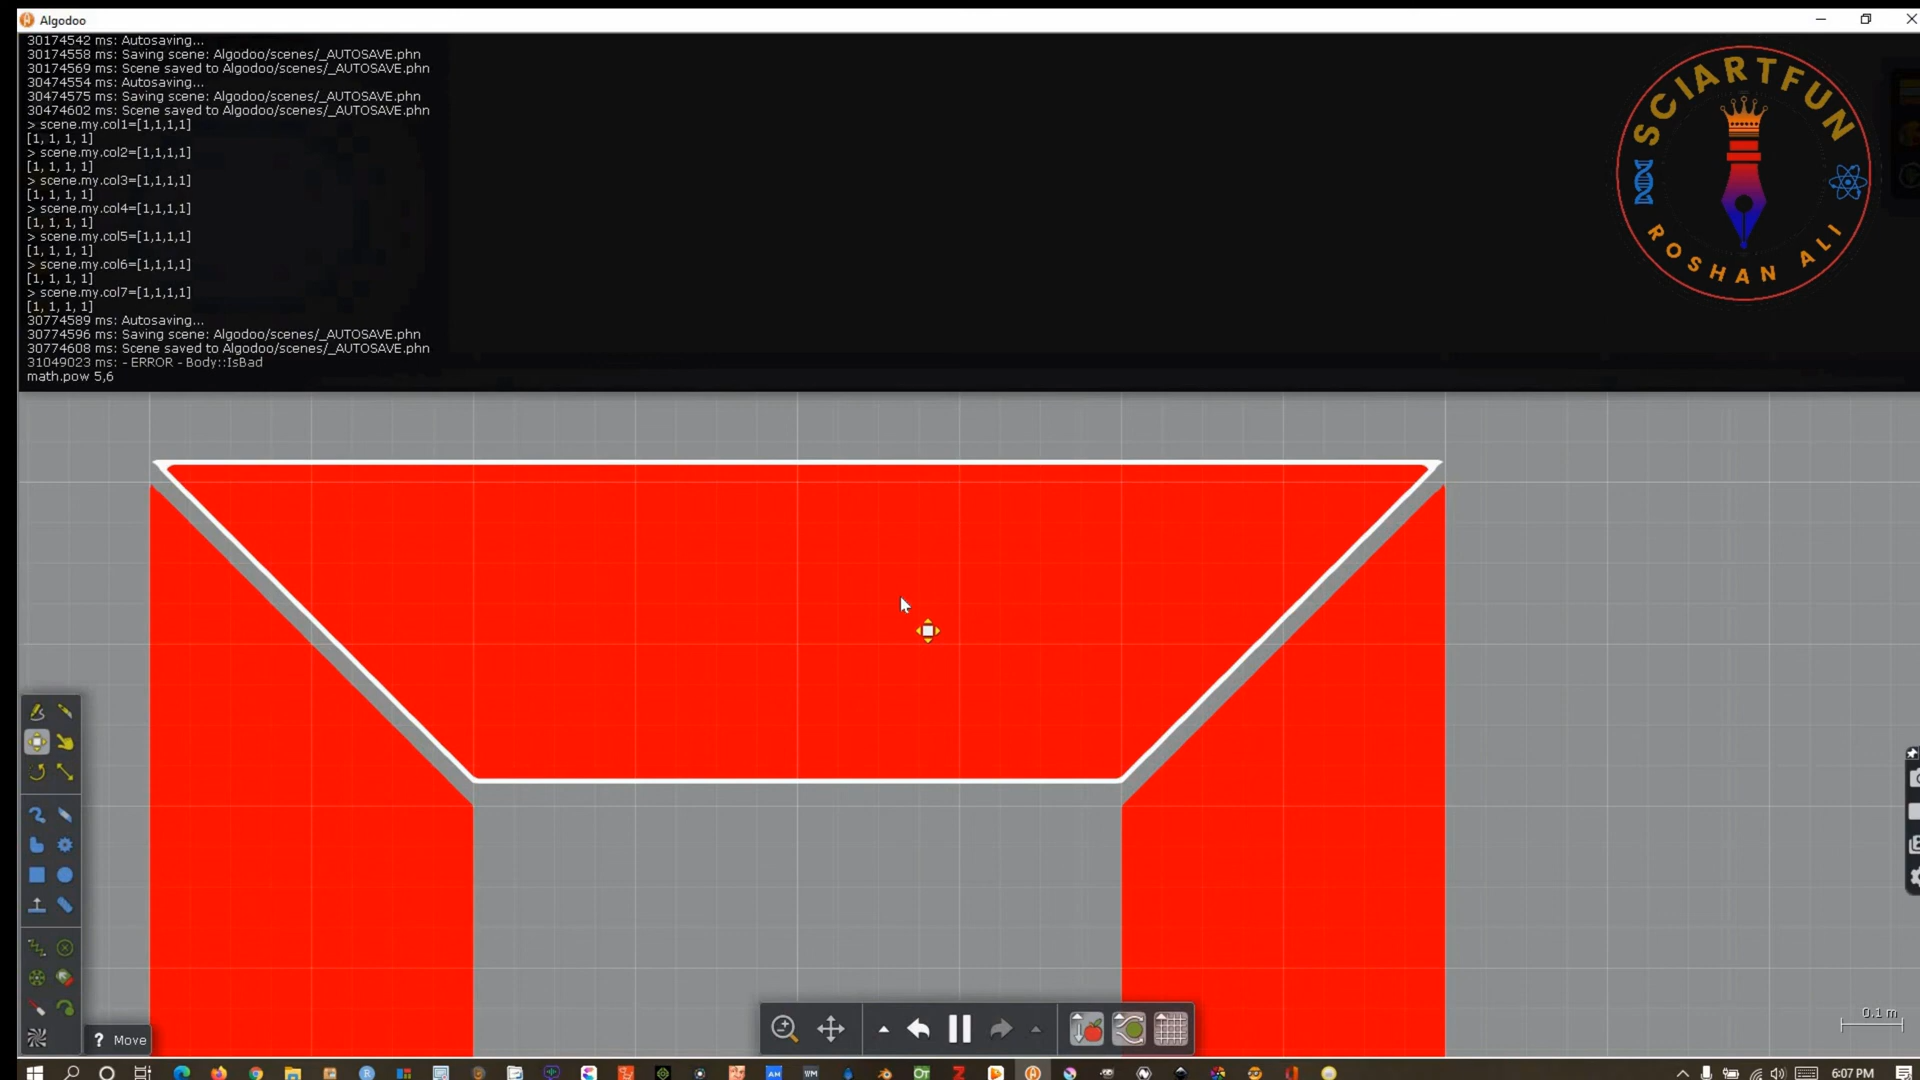 Algodoo
30174542 ms: Autosaving...
30174558 ms: Saving scene: Algodoo/scenes/_AUTOSAVE.phn
30174569 ms: Scene saved to Algodoo/scenes/_AUTOSAVE.phn
30474554 ms: Autosaving...
30474575 ms: Saving scene: Algodoo/scenes/_AUTOSAVE.phn
30474602 ms: Scene saved to Algodoo/scenes/_AUTOSAVE.phn
> scene.my.col1=[1,1,1,1]
[1, 1, 1, 1]
> scene.my.col2=[1,1,1,1]
[1, 1, 1, 1]
> scene.my.col3=[1,1,1,1]
[1, 1, 1, 1]
> scene.my.col4=[1,1,1,1]
[1, 1, 1, 1]
> scene.my.col5=[1,1,1,1]
[1, 1, 1, 1]
> scene.my.col6=[1,1,1,1]
[1, 1, 1, 1]
> scene.my.col7=[1,1,1,1]
[1, 1, 1, 1]
30774589 ms: Autosaving...
30774596 ms: Saving scene: Algodoo/scenes/_AUTOSAVE.phn
30774608 ms: Scene saved to Algodoo/scenes/_AUTOSAVE.phn
31049023 ms: - ERROR - Body::IsBad
math.pow 5,6
SCIARTFUN
ROSHAN ALI
0.1 m
? Move
6:07 PM